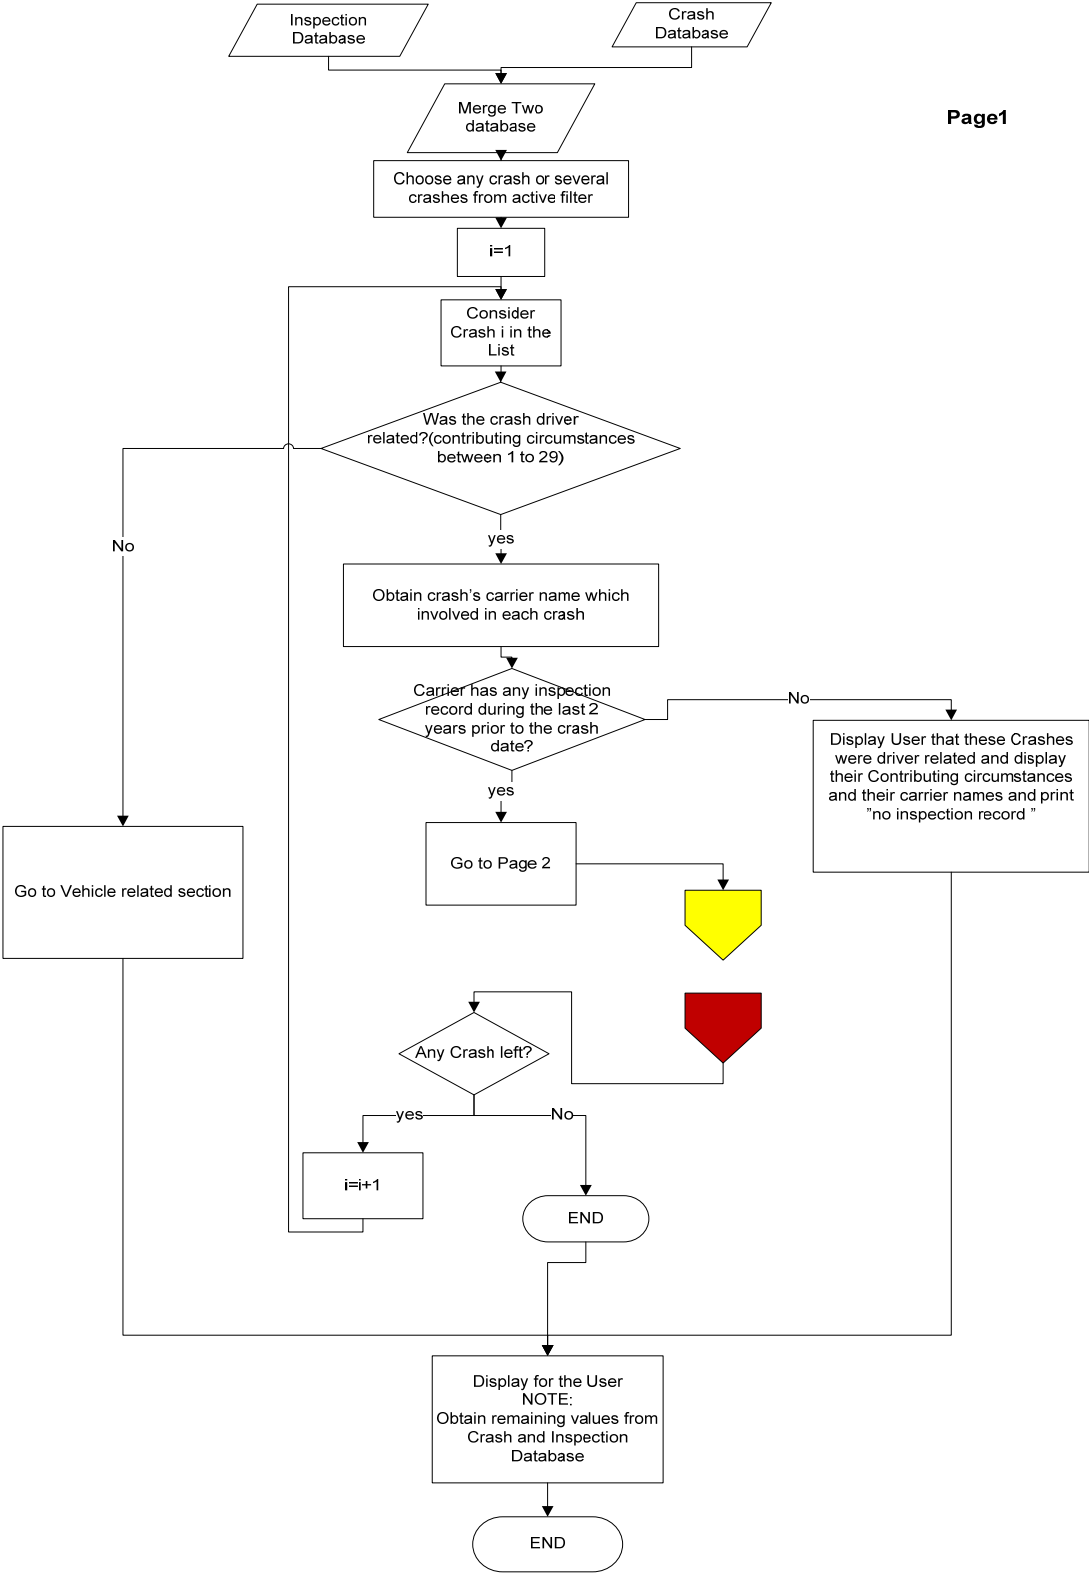 Inspection
Database
Crash
Database
Merge Two
database
Page1
Choose any crash or several
crashes from active filter
i=1
Consider
Crash i in the
List
Was the crash driver
related?(contributing circumstances
between 1 to 29)
No
yes
Obtain crash's carrier name which
involved in each crash
Carrier has any inspection
record during the last 2
years prior to the crash
date?
No
Display User that these Crashes
were driver related and display
their Contributing circumstances
and their carrier names and print
"no inspection record "
yes
Go to Page 2
Go to Vehicle related section
Any Crash left?
yes
No
i=i+1
END
Display for the User
NOTE:
Obtain remaining values from
Crash and Inspection
Database
END